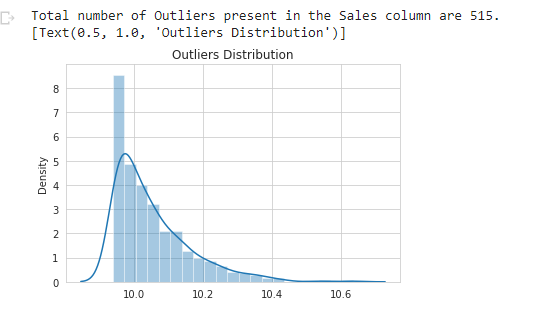 Total number of Outliers present in the Sales column are 515.
[Text(0.5, 1.0, 'Outliers Distribution')]
Outliers Distribution
8
7
6
5
4
3
2
1
0
Density
10.0 10.2 10.4 10.6